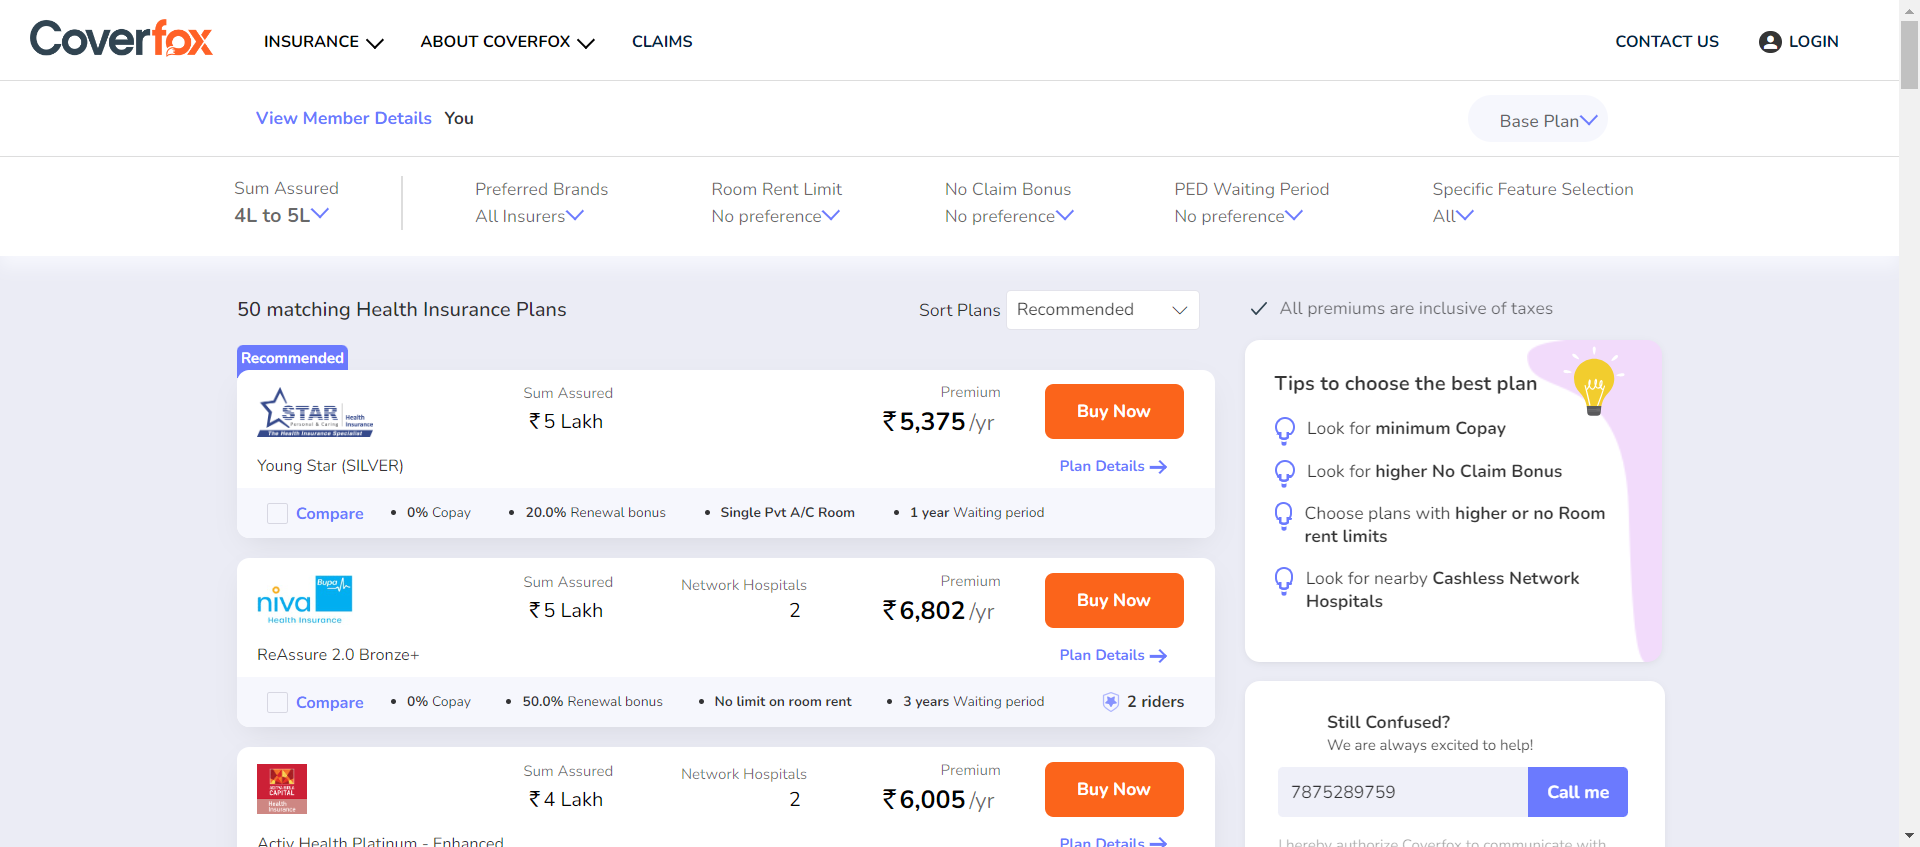 Coverfox
INSURANCE
ABOUT COVERFOX
CLAIMS
CONTACT US
LOGIN
View Member Details You
Base Plan
Sum Assured
4L to 5L
Preferred Brands
All Insurers
Room Rent Limit
No preference
No Claim Bonus
No preference
PED Waiting Period
No preference
Specific Feature Selection
All
50 matching Health Insurance Plans
Sort Plans Recommended
Recommended
STAR Health Insurance
Personal & Caring
The Health Insurance Specialist
Young Star (SILVER)
Sum Assured
₹ 5 Lakh
Premium
₹ 5,375 /yr
Buy Now
Plan Details
Compare
• 0% Copay
• 20.0% Renewal bonus
• Single Pvt A/C Room
• 1 year Waiting period
niva Bupa
Health Insurance
ReAssure 2.0 Bronze+
Sum Assured
₹ 5 Lakh
Network Hospitals
2
Premium
₹ 6,802 /yr
Buy Now
Plan Details
Compare
• 0% Copay
• 50.0% Renewal bonus
• No limit on room rent
• 3 years Waiting period
2 riders
ADITYA BIRLA
CAPITAL
Health
Insurance
Activ Health Platinum - Enhanced
Sum Assured
₹ 4 Lakh
Network Hospitals
2
Premium
₹ 6,005 /yr
Buy Now
Plan Details
All premiums are inclusive of taxes
Tips to choose the best plan
Look for minimum Copay
Look for higher No Claim Bonus
Choose plans with higher or no Room
rent limits
Look for nearby Cashless Network
Hospitals
Still Confused?
We are always excited to help!
7875289759
Call me
I hereby authorize Coverfox to communicate with